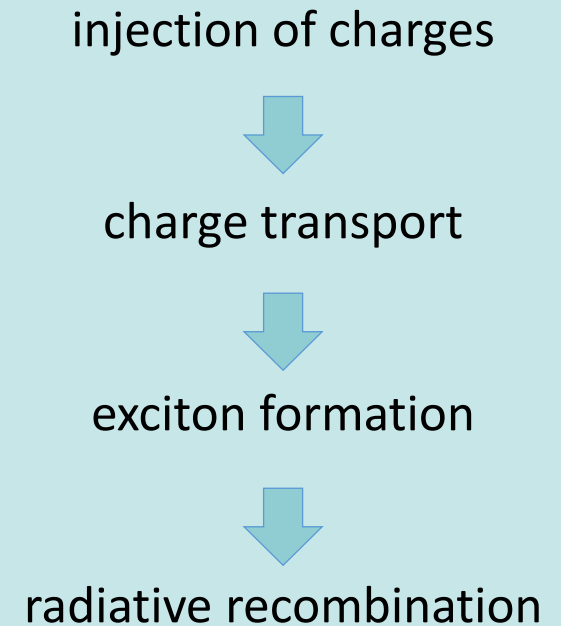 injection of charges
charge transport
exciton formation
radiative recombination